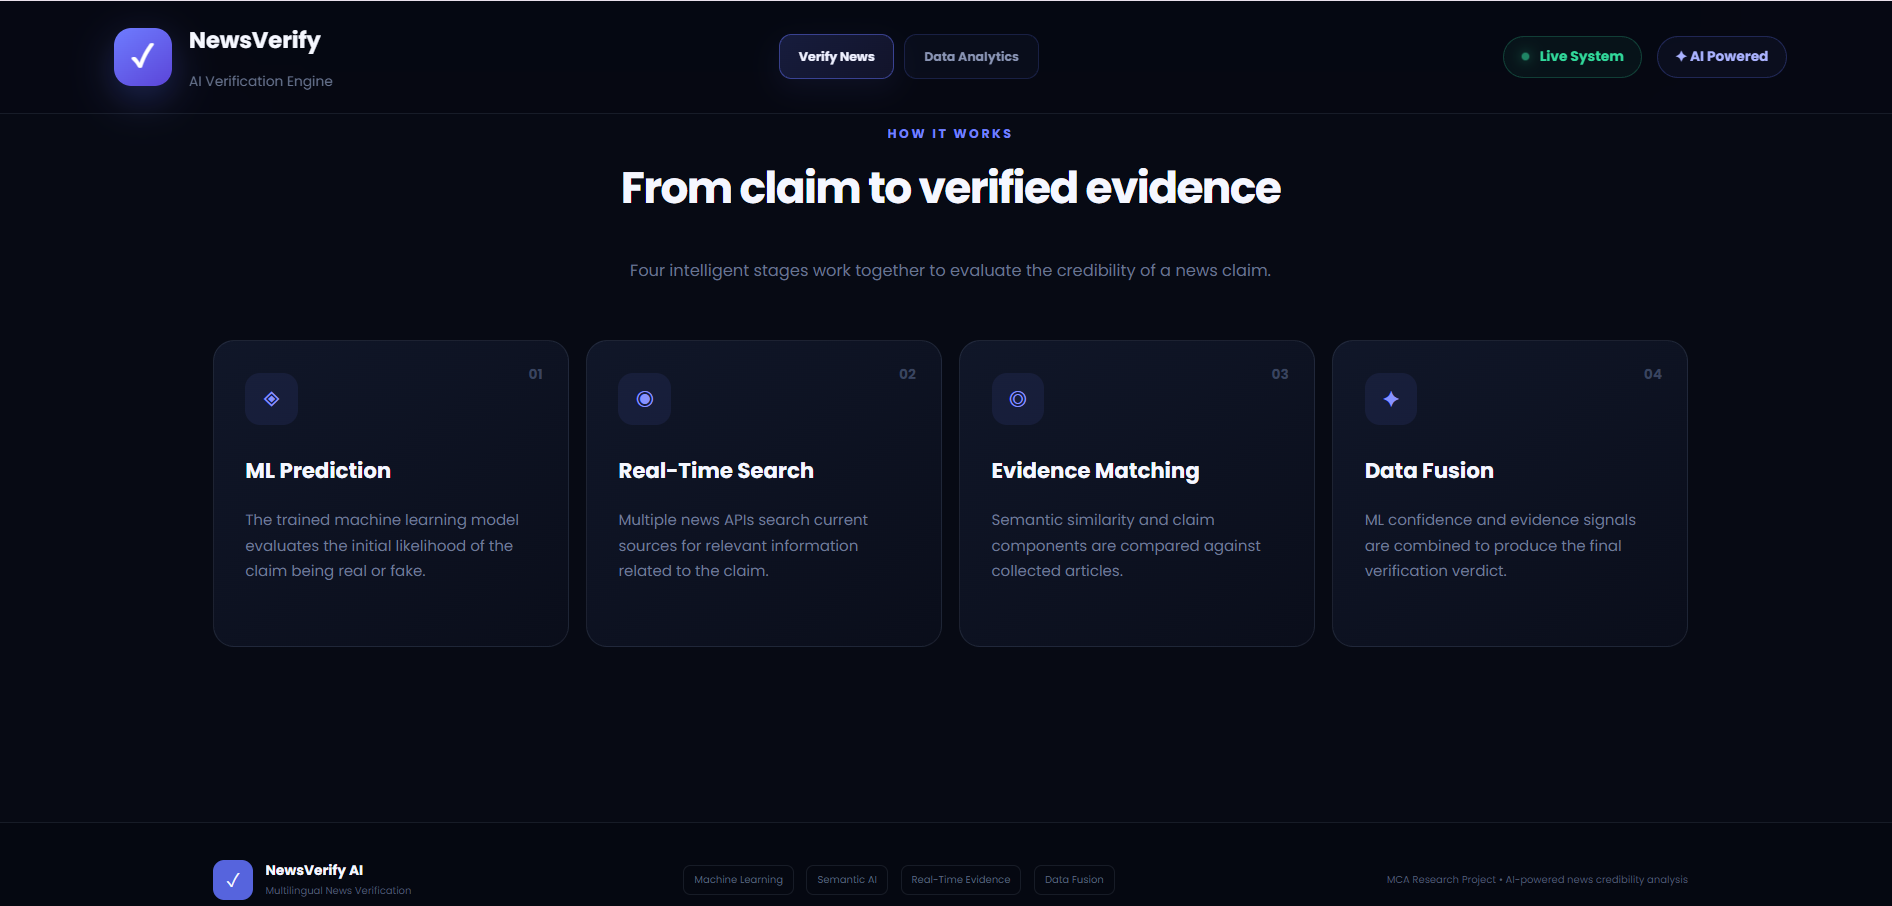 NewsVerify
AI Verification Engine
Verify News
Data Analytics
Live System
✦ AI Powered
HOW IT WORKS
From claim to verified evidence
Four intelligent stages work together to evaluate the credibility of a news claim.
01
ML Prediction
The trained machine learning model
evaluates the initial likelihood of the
claim being real or fake.
02
Real-Time Search
Multiple news APIs search current
sources for relevant information
related to the claim.
03
Evidence Matching
Semantic similarity and claim
components are compared against
collected articles.
04
Data Fusion
ML confidence and evidence signals
are combined to produce the final
verification verdict.
NewsVerify AI
Multilingual News Verification
Machine Learning
Semantic AI
Real-Time Evidence
Data Fusion
MCA Research Project • AI-powered news credibility analysis